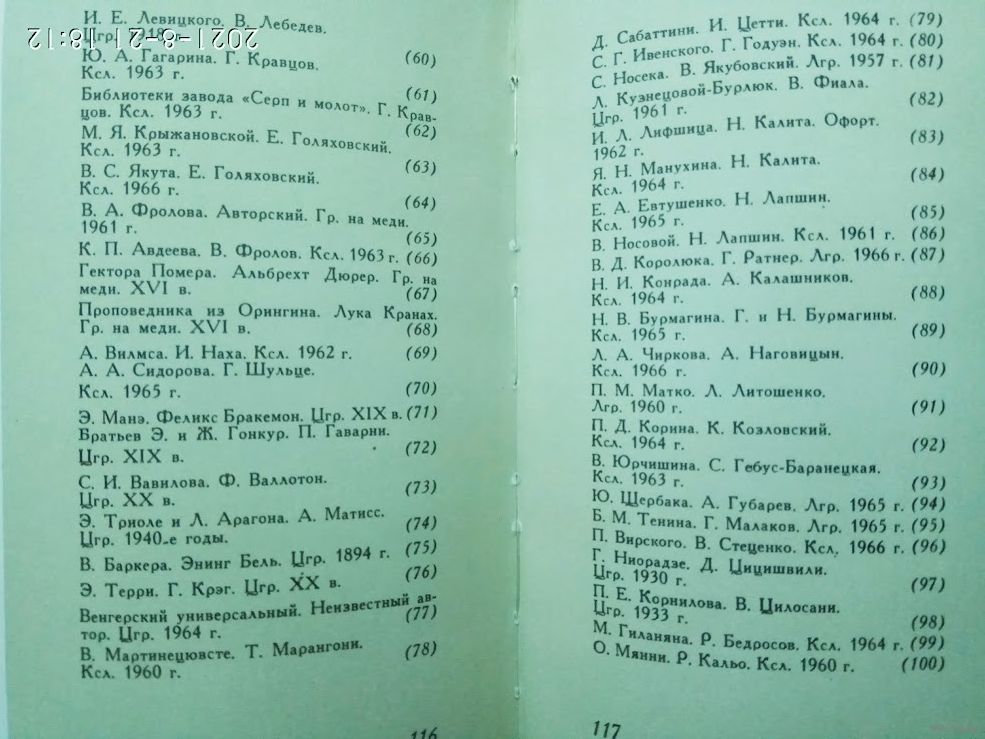 И. Е. Левицкого. В. Лебедев.
Цгр. 1918 г.
(60)
Ю. А. Гагарина. Г. Кравцов.
Ксл. 1963 г.
(61)
Библиотеки завода «Серп и молот». Г. Крав-
цов. Ксл. 1963 г.
(62)
М. Я. Крыжановской. Е. Голяховский.
Ксл. 1963 г.
(63)
В. С. Якута. Е. Голяховский.
Ксл. 1966 г.
(64)
В. А. Фролова. Авторский. Гр. на меди.
1961 г.
(65)
К. П. Авдеева. В. Фролов. Ксл. 1963 г. (66)
Гектора Помера. Альбрехт Дюрер. Гр. на
меди. XVI в. (67)
Проповедника из Орингина. Лука Кранах.
Гр. на меди. XVI в. (68)
А. Вилмса. И. Наха. Ксл. 1962 г. (69)
А. А. Сидорова. Г. Шульце.
Ксл. 1965 г. (70)
Э. Манэ. Феликс Бракемон. Цгр. XIX в. (71)
Братьев Э. и Ж. Гонкур. П. Гаварни.
Цгр. XIX в. (72)
С. И. Вавилова. Ф. Валлотон.
Цгр. XX в. (73)
Э. Триоле и Л. Арагона. А. Матисс.
Цгр. 1940-е годы. (74)
В. Баркера. Энинг Бель. Цгр. 1894 г. (75)
Э. Терри. Г. Крэг. Цгр. XX в. (76)
Венгерский универсальный. Неизвестный ав-
тор. Цгр. 1964 г. (77)
В. Мартинецювсте. Т. Марангони.
Ксл. 1960 г. (78)
116
Д. Сабаттини. И. Цетти. Ксл. 1964 г. (79)
С. Г. Ивенского. Г. Годуэн. Ксл. 1964 г. (80)
С. Носека. В. Якубовский. Лгр. 1957 г. (81)
Л. Кузнецовой-Бурлюк. В. Фиала.
Цгр. 1961 г. (82)
И. Л. Лифшица. Н. Калита. Офорт.
1962 г. (83)
Я. Н. Манухина. Н. Калита.
Ксл. 1964 г. (84)
Е. А. Евтушенко. Н. Лапшин.
Ксл. 1965 г. (85)
В. Носовой. Н. Лапшин. Ксл. 1961 г. (86)
В. Д. Королюка. Г. Ратнер. Лгр. 1966 г. (87)
Н. И. Конрада. А. Калашников.
Ксл. 1964 г. (88)
Н. В. Бурмагина. Г. и Н. Бурмагины.
Ксл. 1965 г. (89)
Л. А. Чиркова. А. Наговицын.
Ксл. 1966 г. (90)
П. М. Матко. Л. Литошенко.
Лгр. 1960 г. (91)
П. Д. Корина. К. Козловский.
Ксл. 1964 г. (92)
В. Юрчишина. С. Гебус-Баранецкая.
Ксл. 1963 г. (93)
Ю. Щербака. А. Губарев. Лгр. 1965 г. (94)
Б. М. Тенина. Г. Малаков. Лгр. 1965 г. (95)
П. Вирского. В. Стеценко. Ксл. 1966 г. (96)
Г. Ниорадзе. Д. Цицишвили.
Цгр. 1930 г. (97)
П. Е. Корнилова. В. Цилосани.
Цгр. 1933 г. (98)
М. Гиланяна. Р. Бедросов. Ксл. 1964 г. (99)
О. Мянни. Р. Кальо. Ксл. 1960 г. (100)
117
2021-8-21 18:12